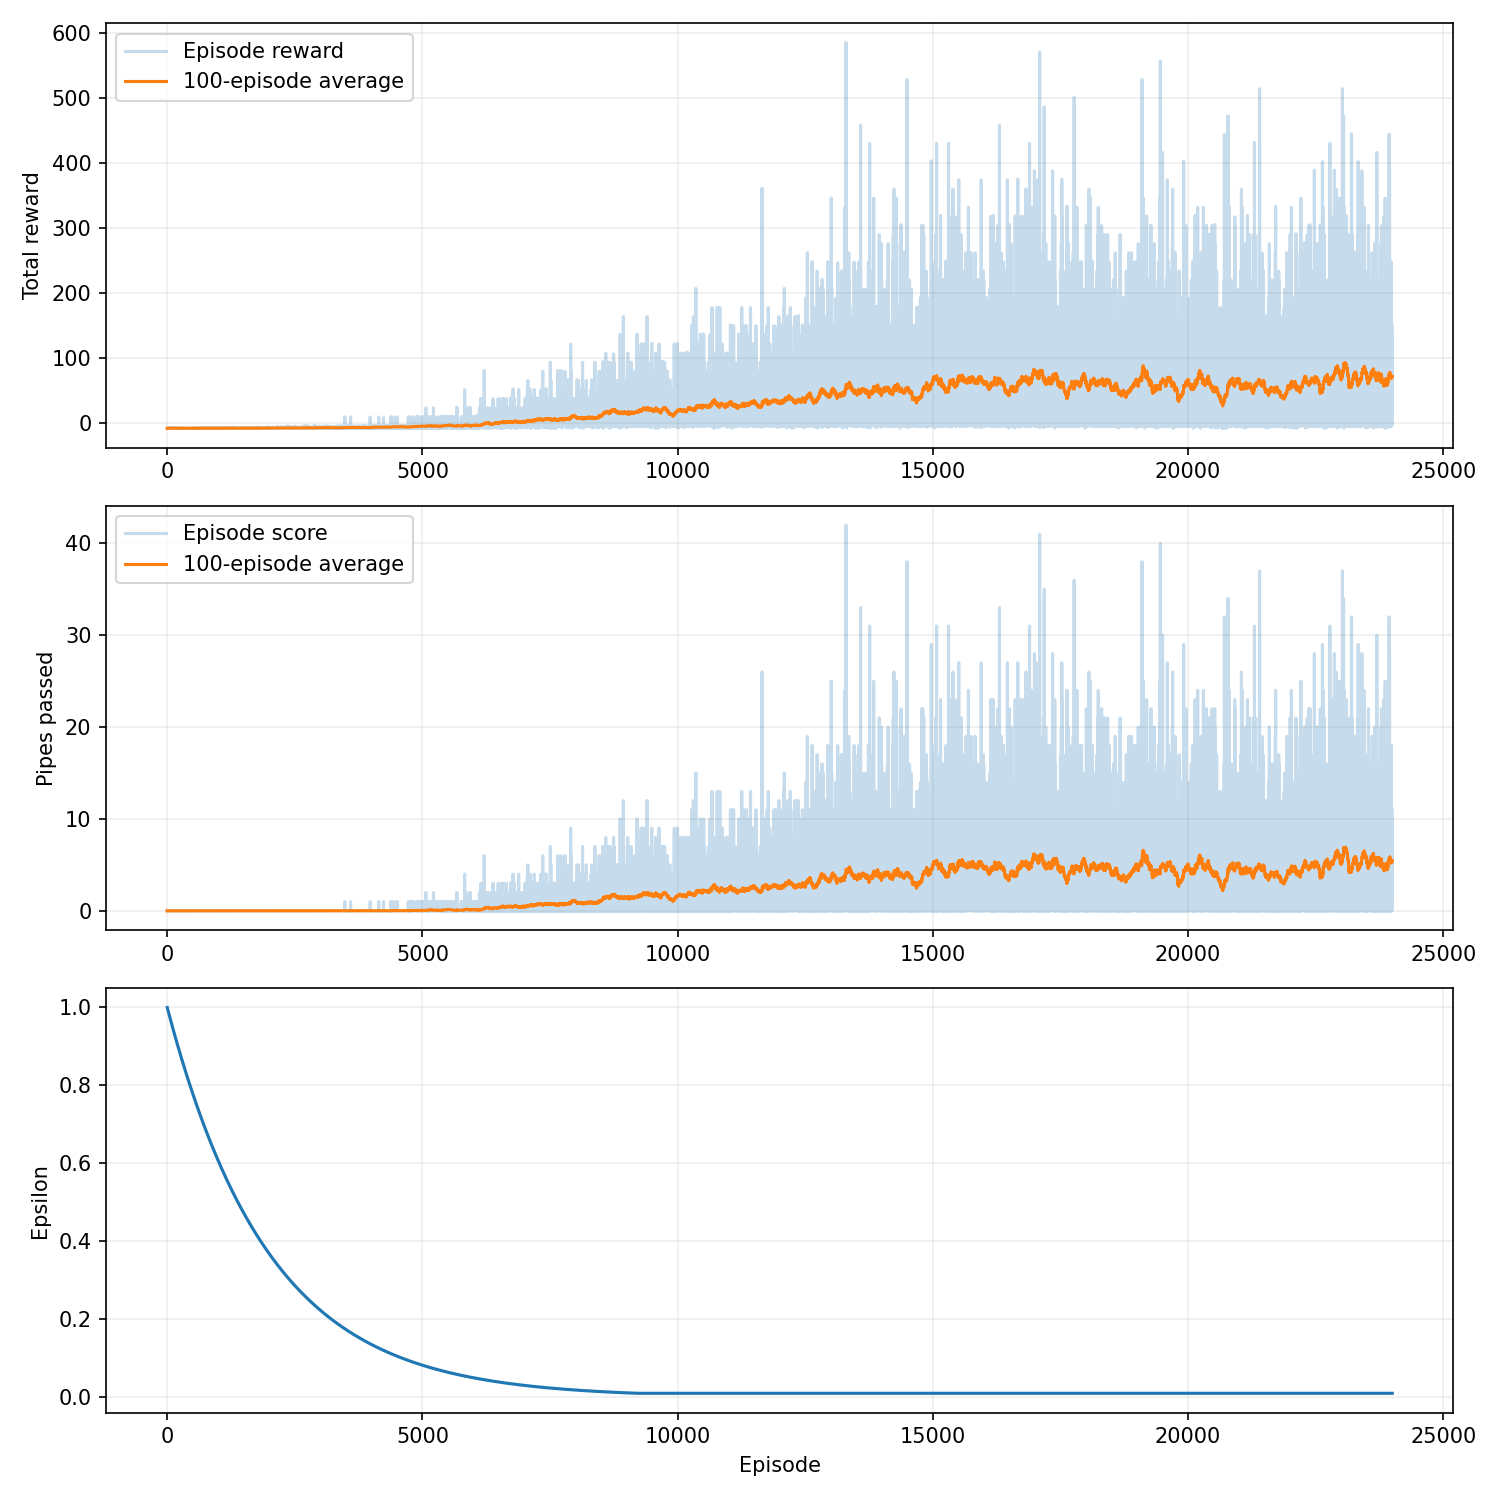 Episode reward
100-episode average
Total reward
600
500
400
300
200
100
0
0 5000 10000 15000 20000 25000
Episode score
100-episode average
Pipes passed
40
30
20
10
0
0 5000 10000 15000 20000 25000
Epsilon
1.0
0.8
0.6
0.4
0.2
0.0
0 5000 10000 15000 20000 25000
Episode